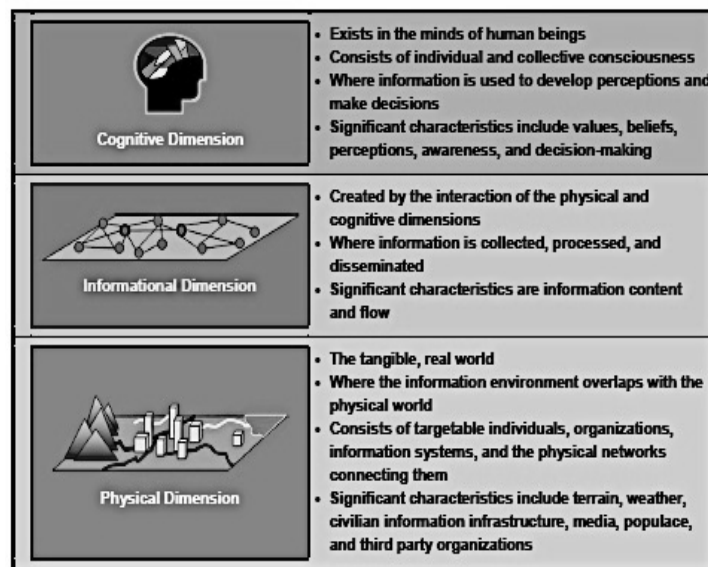 Cognitive Dimension
• Exists in the minds of human beings
• Consists of individual and collective consciousness
• Where information is used to develop perceptions and
make decisions
• Significant characteristics include values, beliefs,
perceptions, awareness, and decision-making
Informational Dimension
• Created by the interaction of the physical and
cognitive dimensions
• Where information is collected, processed, and
disseminated
• Significant characteristics are information content
and flow
Physical Dimension
• The tangible, real world
• Where the information environment overlaps with the
physical world
• Consists of targetable individuals, organizations,
information systems, and the physical networks
connecting them
• Significant characteristics include terrain, weather,
civilian information infrastructure, media, populace,
and third party organizations